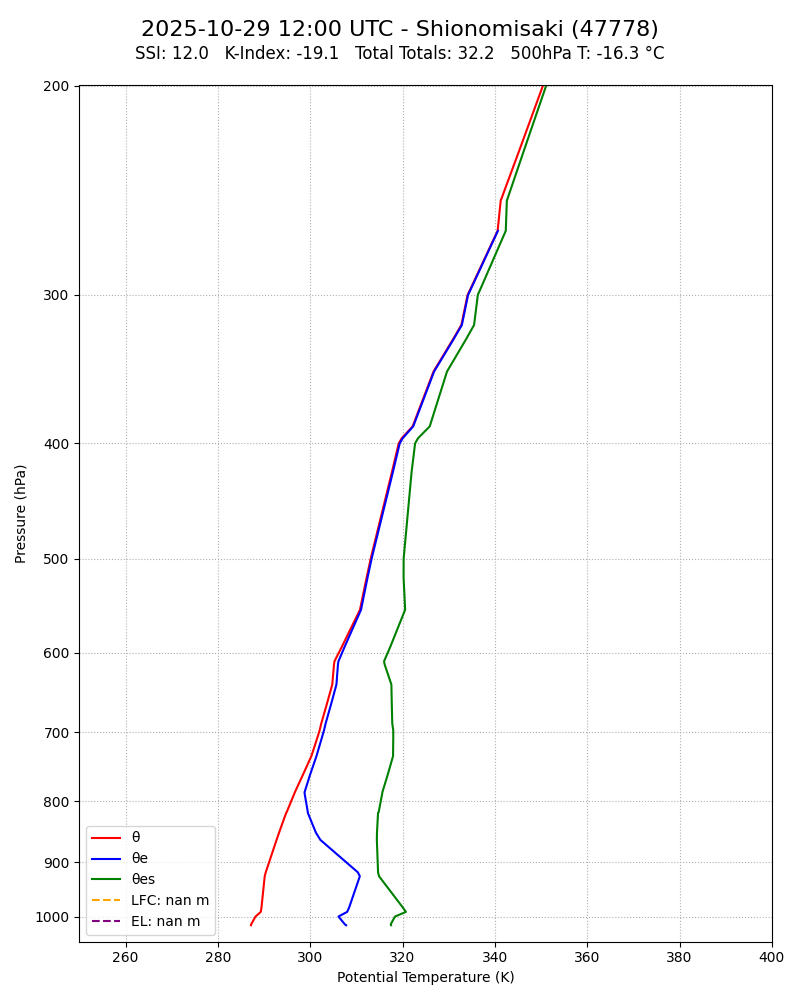 2025-10-29 12:00 UTC - Shionomisaki (47778)
SSI: 12.0   K-Index: -19.1   Total Totals: 32.2   500hPa T: -16.3 °C
200
300
400
500
600
700
800
900
1000
Pressure (hPa)
θ
θe
θes
LFC: nan m
EL: nan m
260
280
300
320
340
360
380
400
Potential Temperature (K)